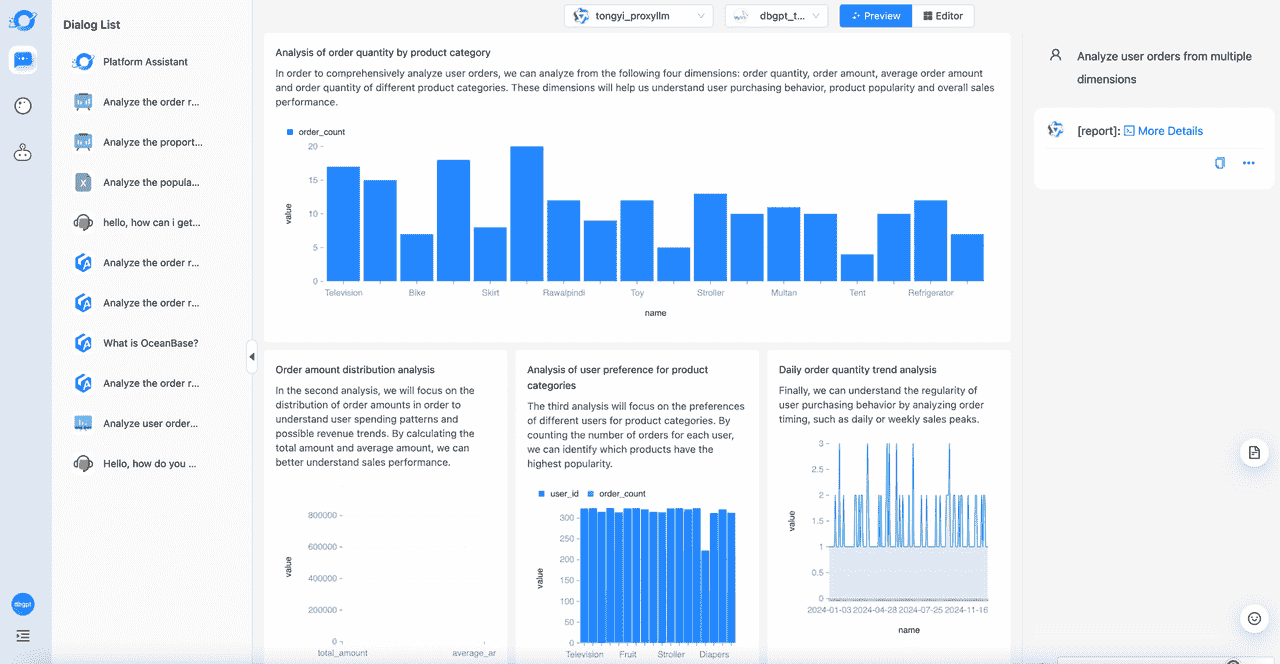 Dialog List
Platform Assistant
Analyze the order r...
Analyze the proport...
Analyze the popula...
hello, how can i get...
Analyze the order r...
Analyze the order r...
What is OceanBase?
Analyze the order r...
Analyze user order...
Hello, how do you ...
dbgpt
tongyi_proxyllm
dbgpt_t...
Preview
Editor
Analysis of order quantity by product category
In order to comprehensively analyze user orders, we can analyze from the following four dimensions: order quantity, order amount, average order amount
and order quantity of different product categories. These dimensions will help us understand user purchasing behavior, product popularity and overall sales
performance.
order_count
20
15
10
5
0
value
Television Bike Skirt Rawalpindi Toy Stroller Multan Tent Refrigerator
name
Order amount distribution analysis
In the second analysis, we will focus on the
distribution of order amounts in order to
understand user spending patterns and
possible revenue trends. By calculating the
total amount and average amount, we can
better understand sales performance.
800000
600000
400000
200000
0
value
total_amount average_ar
Analysis of user preference for product
categories
The third analysis will focus on the preferences
of different users for product categories. By
counting the number of orders for each user,
we can identify which products have the
highest popularity.
user_id order_count
300
250
200
150
100
50
0
value
Television Fruit Stroller Diapers
Daily order quantity trend analysis
Finally, we can understand the regularity of
user purchasing behavior by analyzing order
timing, such as daily or weekly sales peaks.
3
2.5
2
1.5
1
0.5
0
value
2024-01-03 2024-04-28 2024-07-25 2024-11-16
name
Analyze user orders from multiple
dimensions
[report]: More Details